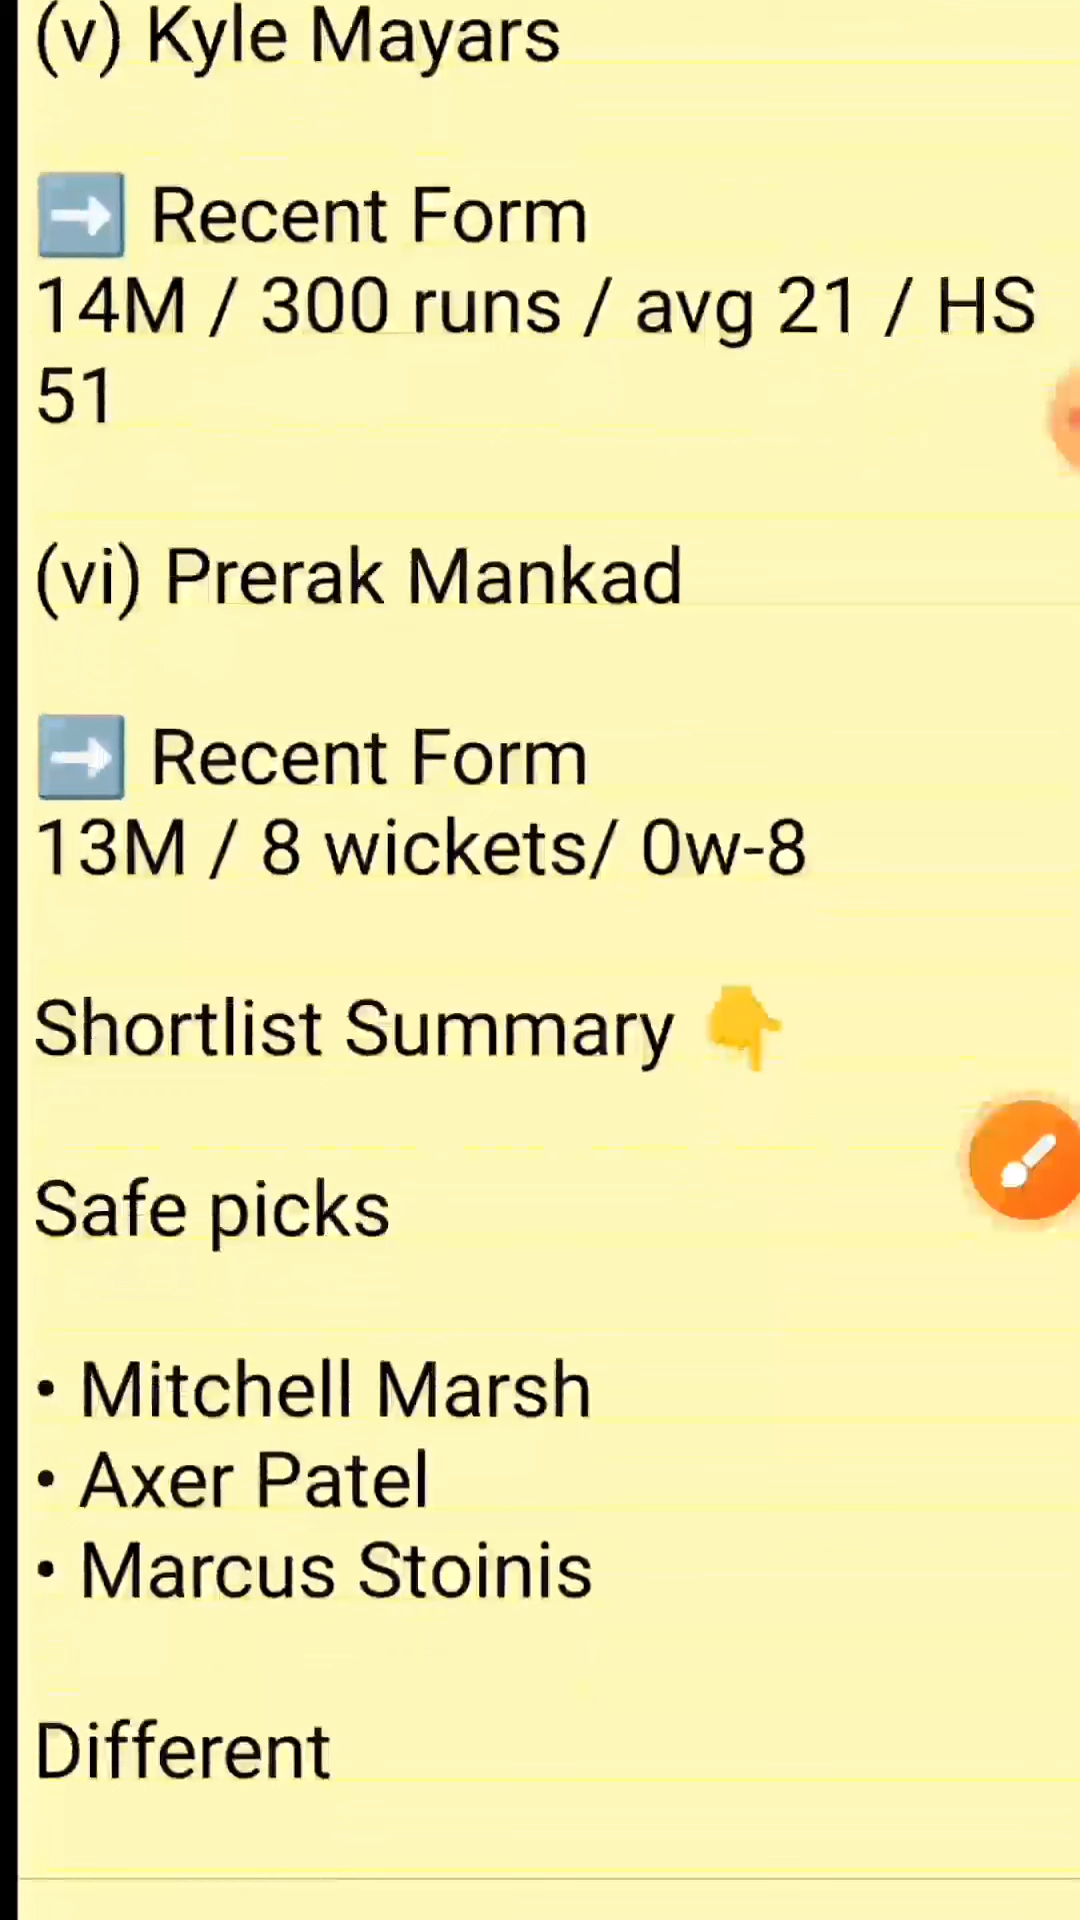 (v) Kyle Mayars
➡️ Recent Form
14M / 300 runs / avg 21 / HS
51
(vi) Prerak Mankad
➡️ Recent Form
13M / 8 wickets/ 0w-8
Shortlist Summary 👇
Safe picks
• Mitchell Marsh
• Axer Patel
• Marcus Stoinis
Different